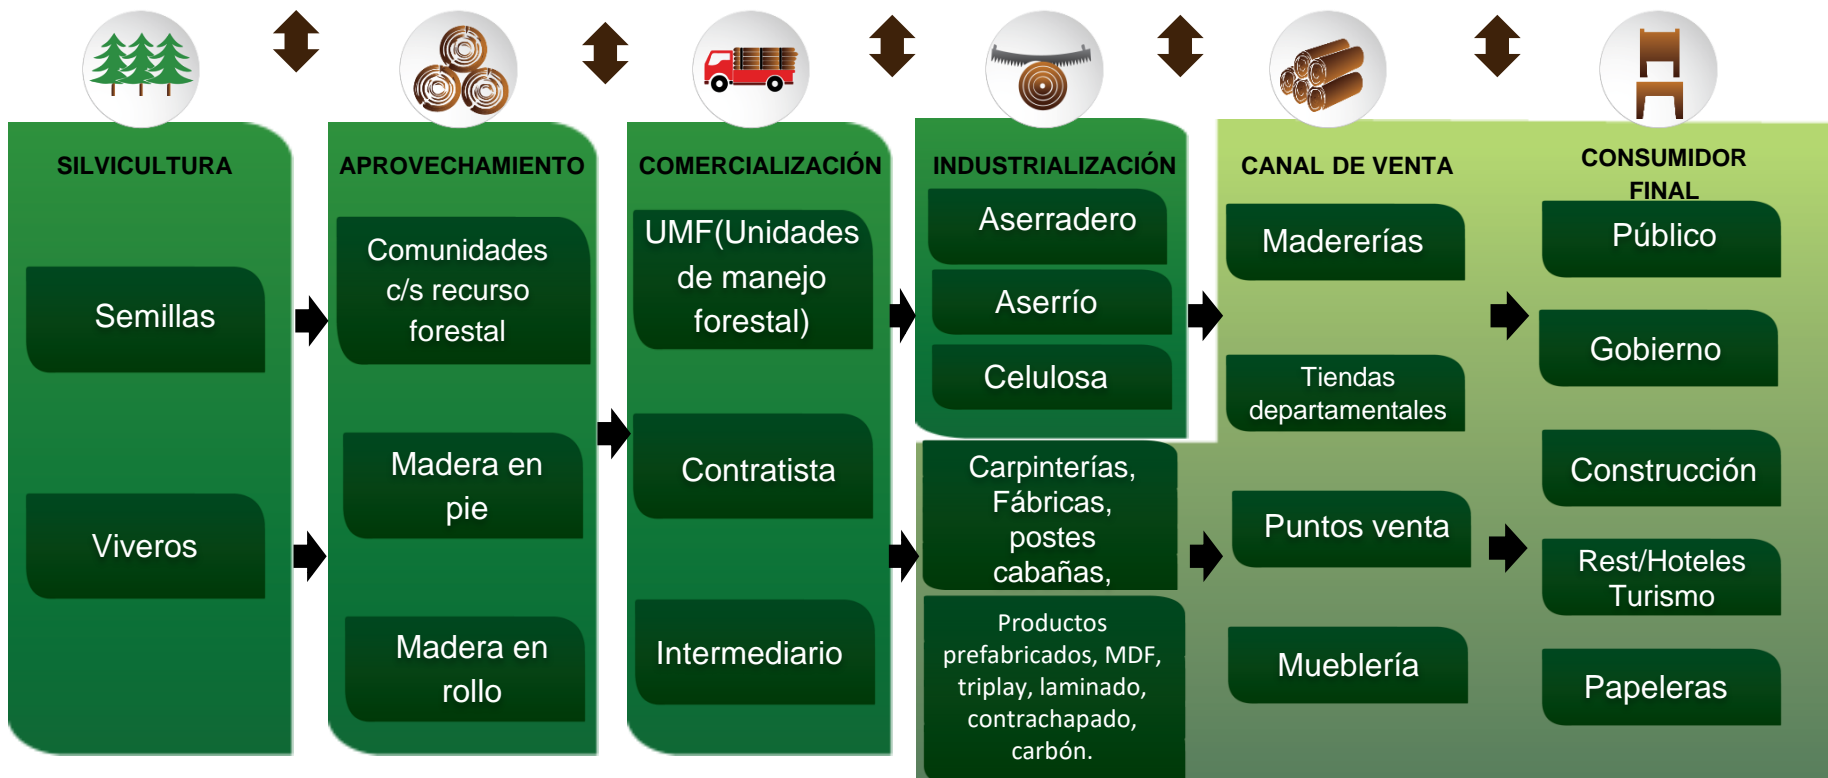 SILVICULTURA
Semillas
Viveros
APROVECHAMIENTO
Comunidades
c/s recurso
forestal
Madera en
pie
Madera en
rollo
COMERCIALIZACIÓN
UMF(Unidades
de manejo
forestal)
Contratista
Intermediario
INDUSTRIALIZACIÓN
Aserradero
Aserrío
Celulosa
Carpinterías,
Fábricas,
postes
cabañas,
Productos
prefabricados, MDF,
triplay, laminado,
contrachapado,
carbón.
CANAL DE VENTA
Madererías
Tiendas
departamentales
Puntos venta
Mueblería
CONSUMIDOR
FINAL
Público
Gobierno
Construcción
Rest/Hoteles
Turismo
Papeleras